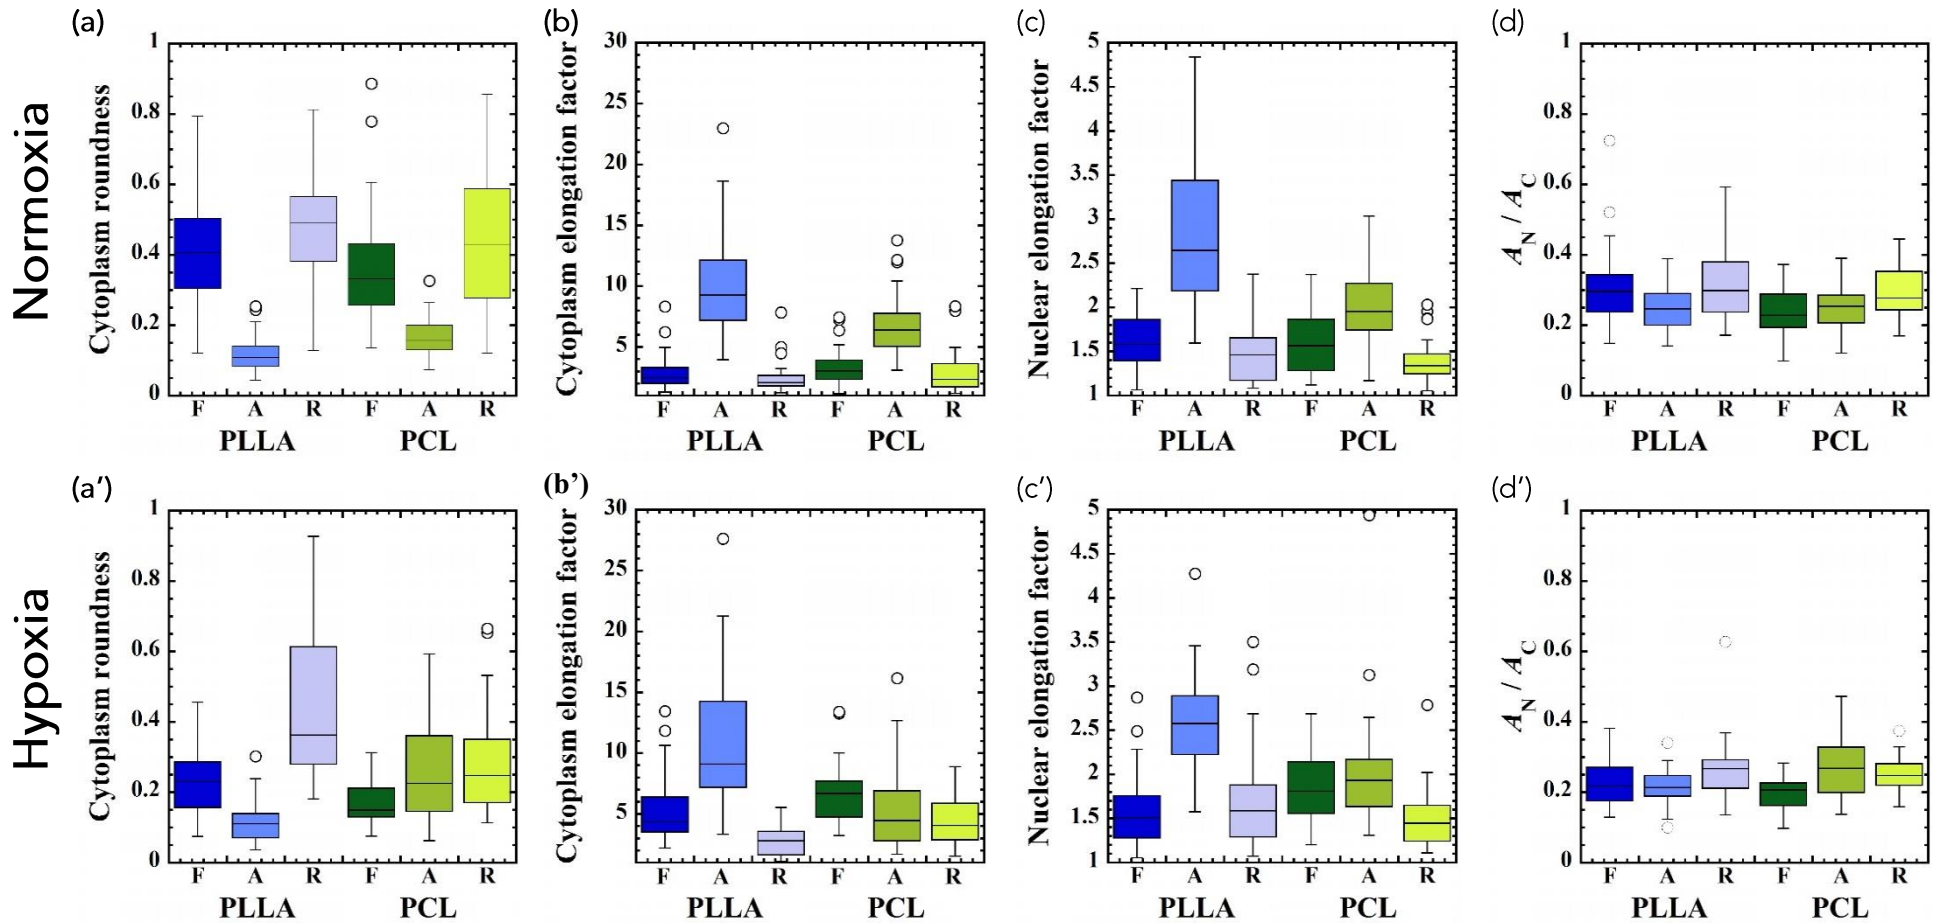 Normoxia
(a)
Cytoplasm roundness
1
0.8
0.6
0.4
0.2
0
F A R F A R
PLLA PCL
(b)
Cytoplasm elongation factor
30
25
20
15
10
5
F A R F A R
PLLA PCL
(c)
Nuclear elongation factor
5
4.5
4
3.5
3
2.5
2
1.5
1
F A R F A R
PLLA PCL
(d)
A_N / A_C
1
0.8
0.6
0.4
0.2
0
F A R F A R
PLLA PCL
Hypoxia
(a')
Cytoplasm roundness
1
0.8
0.6
0.4
0.2
0
F A R F A R
PLLA PCL
(b')
Cytoplasm elongation factor
30
25
20
15
10
5
F A R F A R
PLLA PCL
(c')
Nuclear elongation factor
5
4.5
4
3.5
3
2.5
2
1.5
1
F A R F A R
PLLA PCL
(d')
A_N / A_C
1
0.8
0.6
0.4
0.2
0
F A R F A R
PLLA PCL